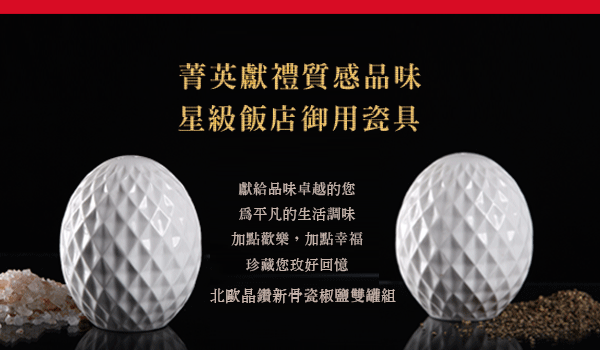 菁英獻禮質感品味
星級飯店御用瓷具
獻給品味卓越的您
為平凡的生活調味
加點歡樂，加點幸福
珍藏您玫好回憶
北歐晶鑽新骨瓷椒鹽雙罐組